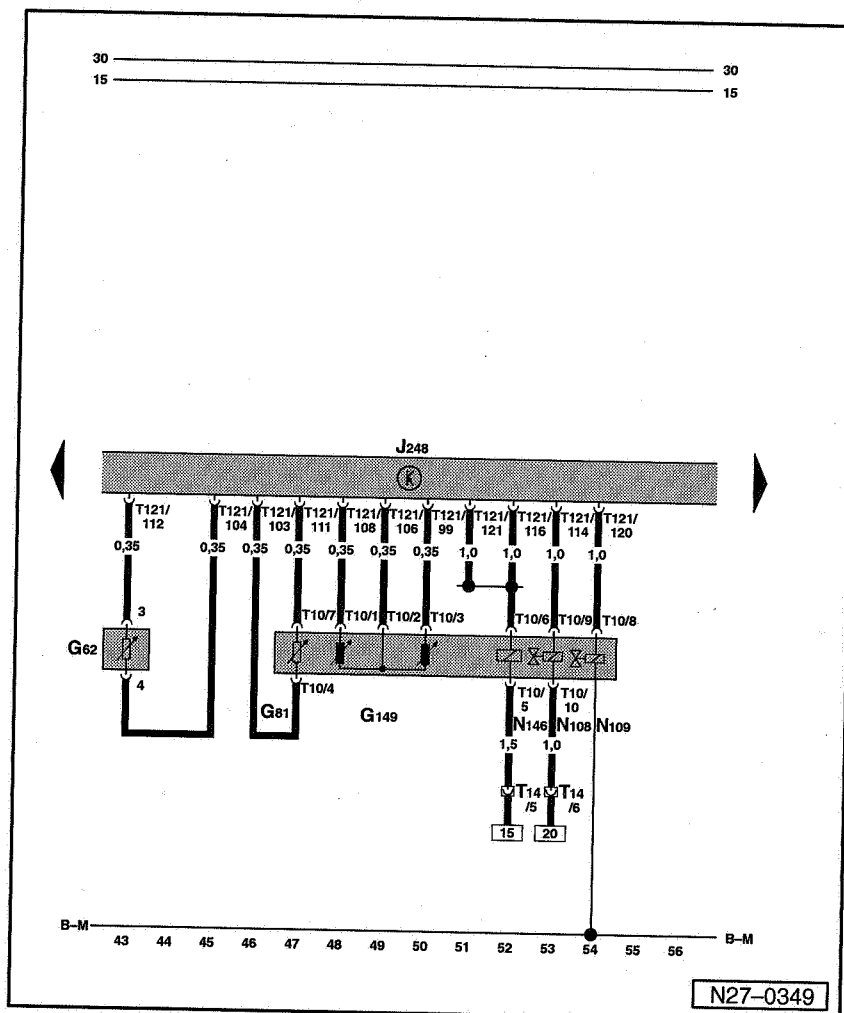 30 30
15 15
J248
K
T121/112 T121/104 T121/103 T121/111 T121/108 T121/106 T121/99 T121/121 T121/116 T121/114 T121/120
0,35 0,35 0,35 0,35 0,35 0,35 0,35 1,0 1,0 1,0 1,0
3 T10/7 T10/1 T10/2 T10/3 T10/6 T10/9 T10/8
G62
4 T10/4 T10/5 T10/10
G81 G149 N146 N108 N109
1,5 1,0
T14/5 T14/6
15 20
B–M B–M
43 44 45 46 47 48 49 50 51 52 53 54 55 56
N27–0349